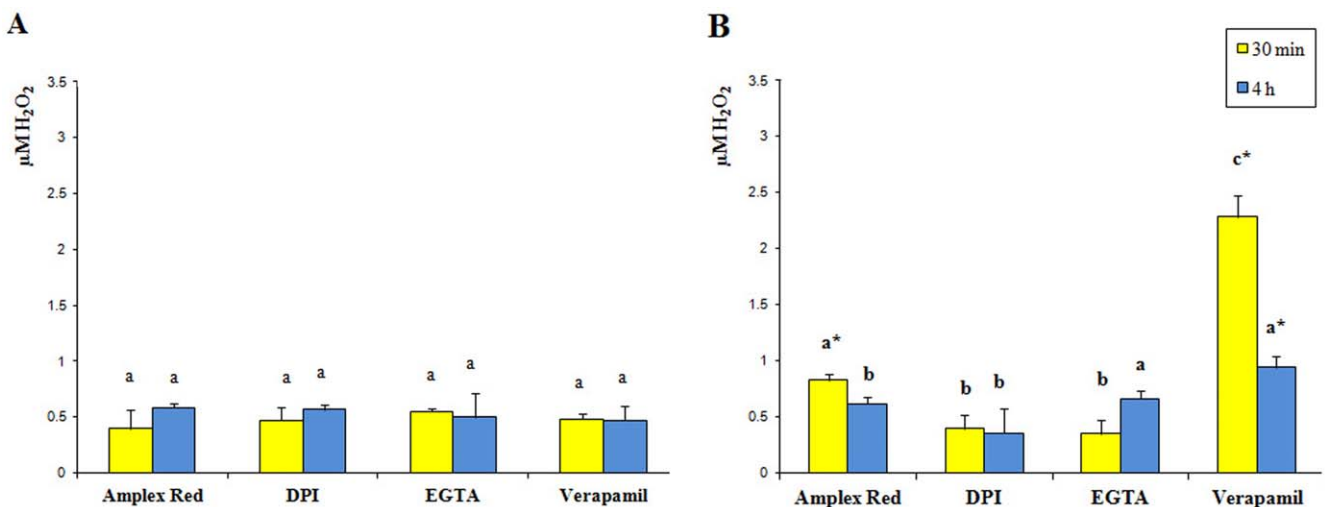 A
µMH₂O₂
3.5
3
2.5
2
1.5
1
0.5
0
a a a a a a a a
Amplex Red DPI EGTA Verapamil
B
30 min
4 h
µMH₂O₂
3.5
3
2.5
2
1.5
1
0.5
0
a* b b b b a c* a*
Amplex Red DPI EGTA Verapamil